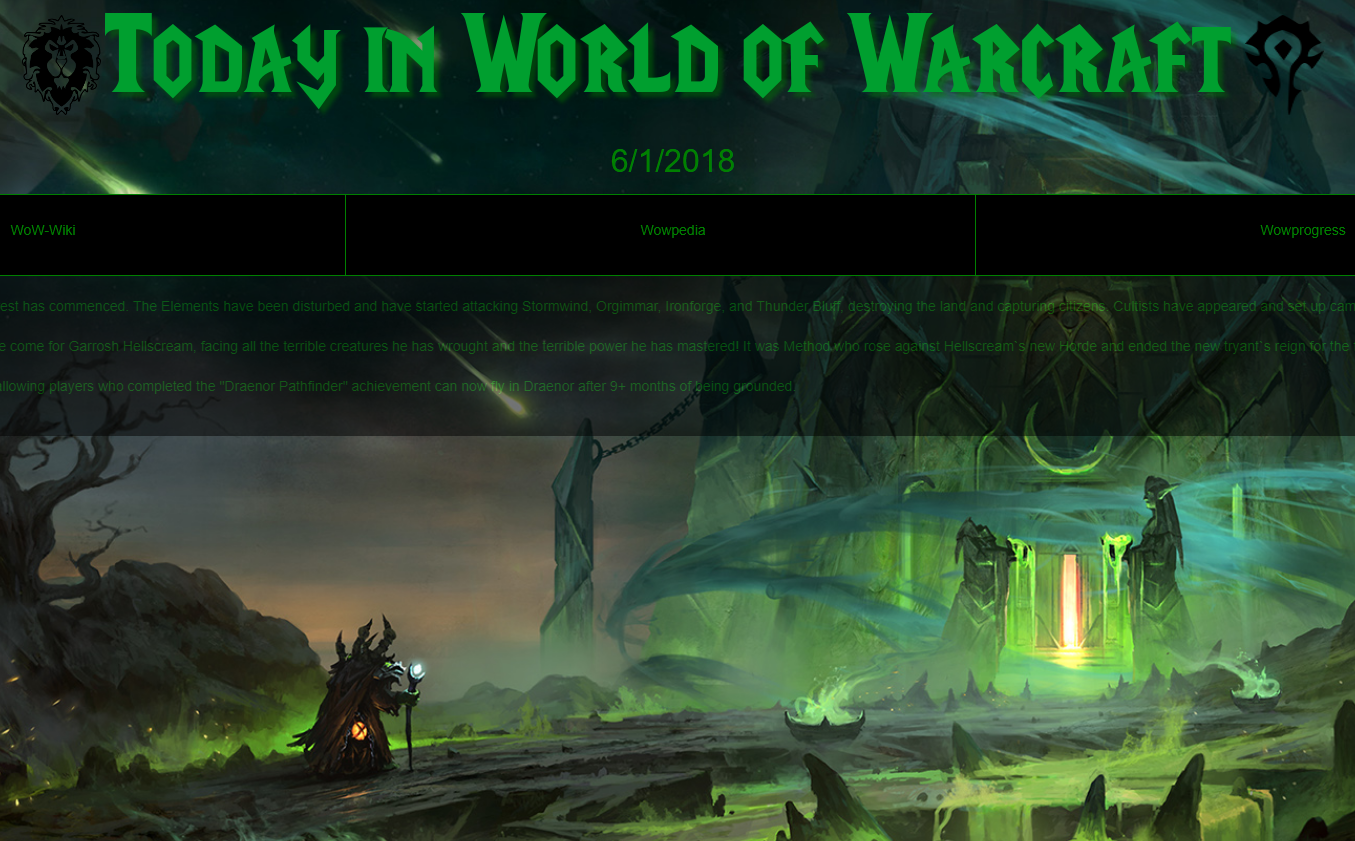 Today in World of Warcraft
6/1/2018
WoW-Wiki
Wowpedia
Wowprogress
est has commenced. The Elements have been disturbed and have started attacking Stormwind, Orgimmar, Ironforge, and Thunder Bluff, destroying the land and capturing citizens. Cultists have appeared and set up cam
e come for Garrosh Hellscream, facing all the terrible creatures he has wrought and the terrible power he has mastered! It was Method who rose against Hellscream`s new Horde and ended the new tryant`s reign for the
llowing players who completed the "Draenor Pathfinder" achievement can now fly in Draenor after 9+ months of being grounded.